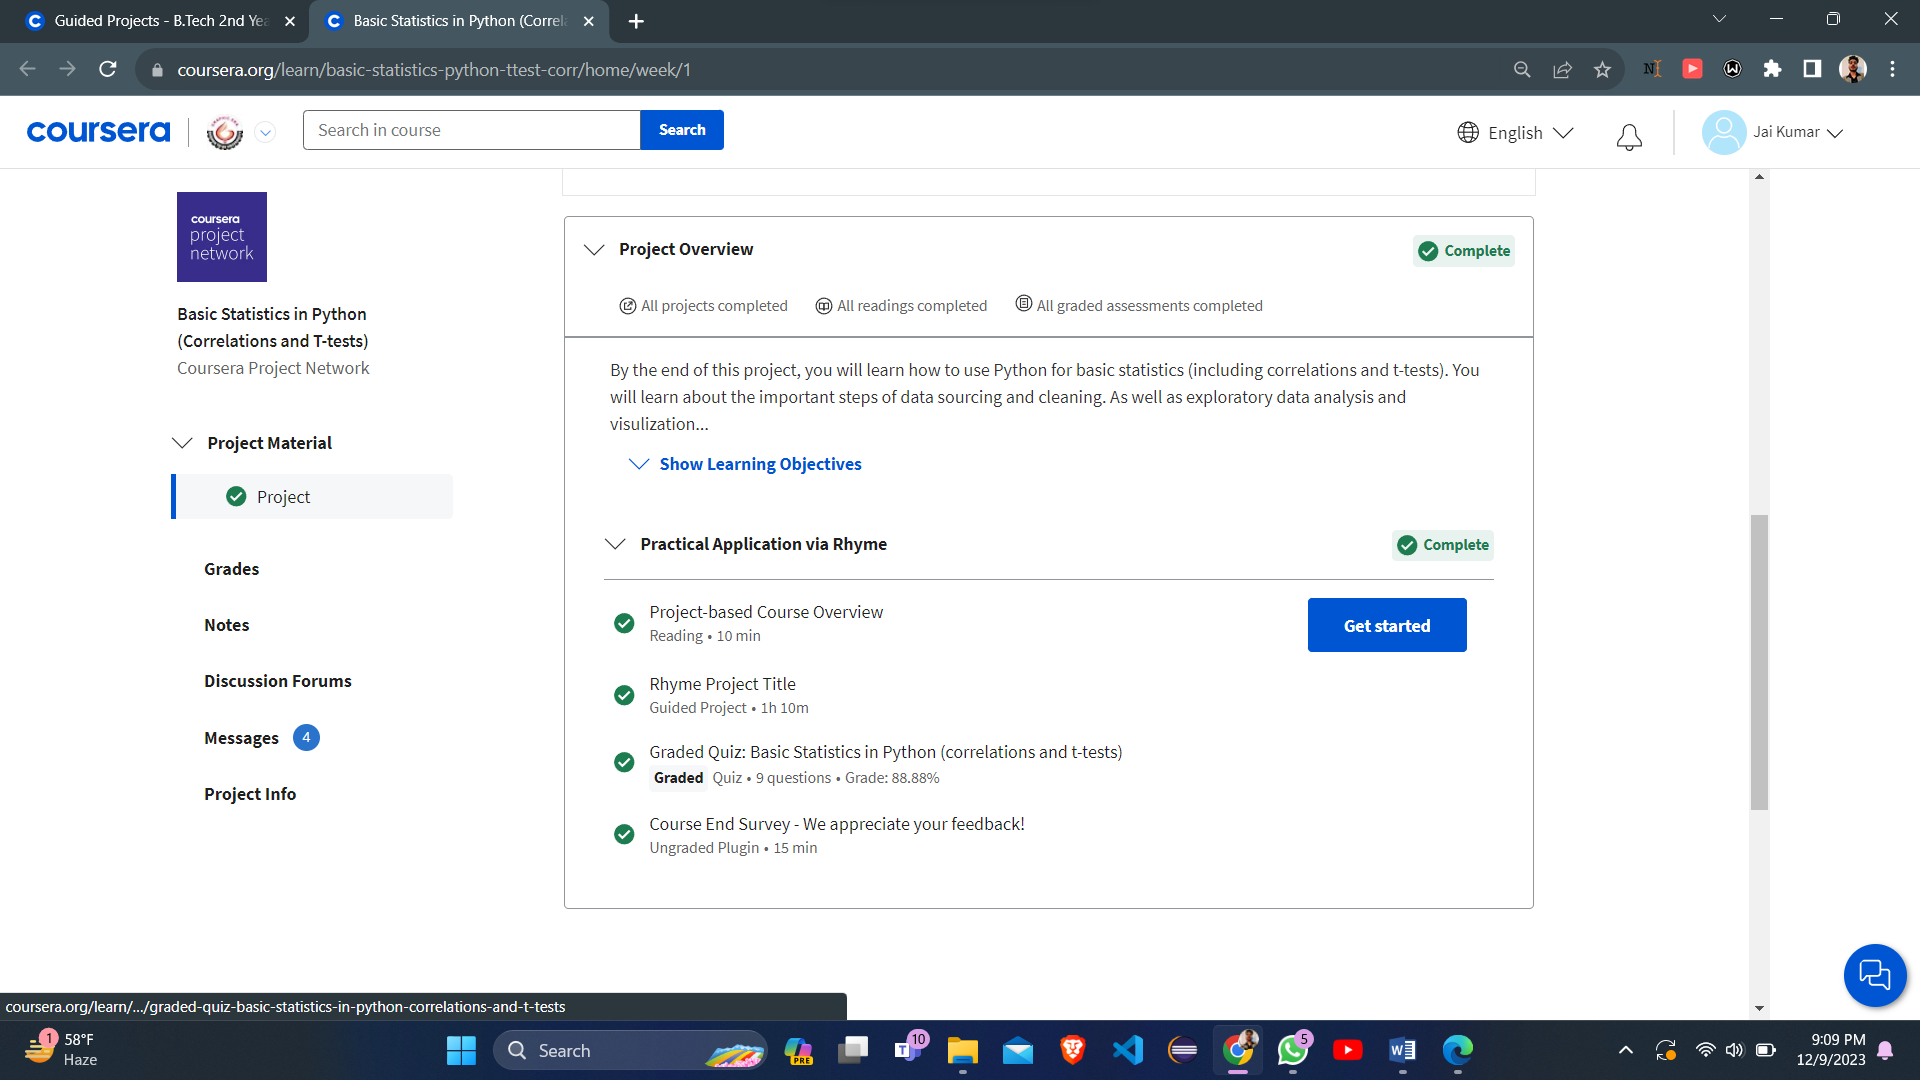 Guided Projects - B.Tech 2nd Yea
Basic Statistics in Python (Correla
coursera.org/learn/basic-statistics-python-ttest-corr/home/week/1
coursera
Search in course
Search
English
Jai Kumar
coursera
project
network
Basic Statistics in Python
(Correlations and T-tests)
Coursera Project Network
Project Material
Project
Grades
Notes
Discussion Forums
Messages 4
Project Info
Project Overview
Complete
All projects completed
All readings completed
All graded assessments completed
By the end of this project, you will learn how to use Python for basic statistics (including correlations and t-tests). You
will learn about the important steps of data sourcing and cleaning. As well as exploratory data analysis and
visulization...
Show Learning Objectives
Practical Application via Rhyme
Complete
Project-based Course Overview
Reading • 10 min
Get started
Rhyme Project Title
Guided Project • 1h 10m
Graded Quiz: Basic Statistics in Python (correlations and t-tests)
Graded Quiz • 9 questions • Grade: 88.88%
Course End Survey - We appreciate your feedback!
Ungraded Plugin • 15 min
coursera.org/learn/.../graded-quiz-basic-statistics-in-python-correlations-and-t-tests
1
58°F
Haze
Search
PRE
10
5
9:09 PM
12/9/2023